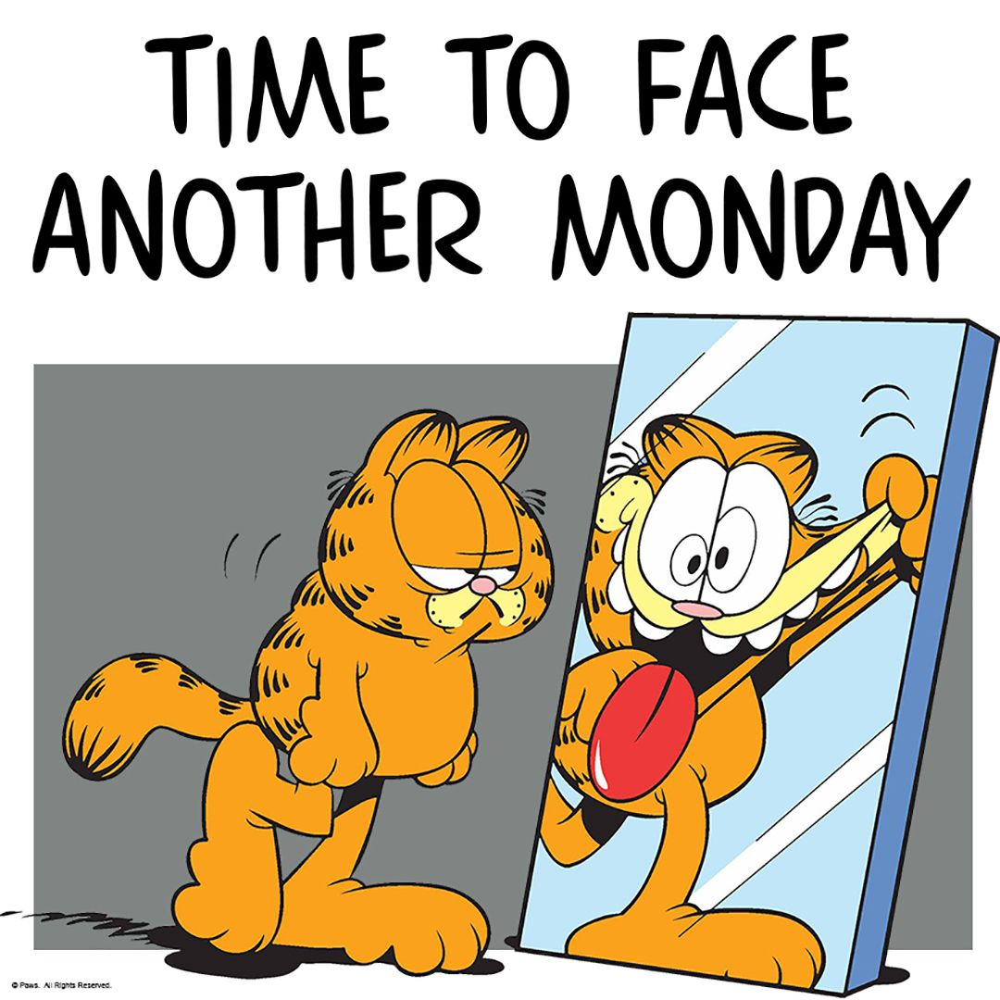 TIME TO FACE
ANOTHER MONDAY
© Paws. All Rights Reserved.